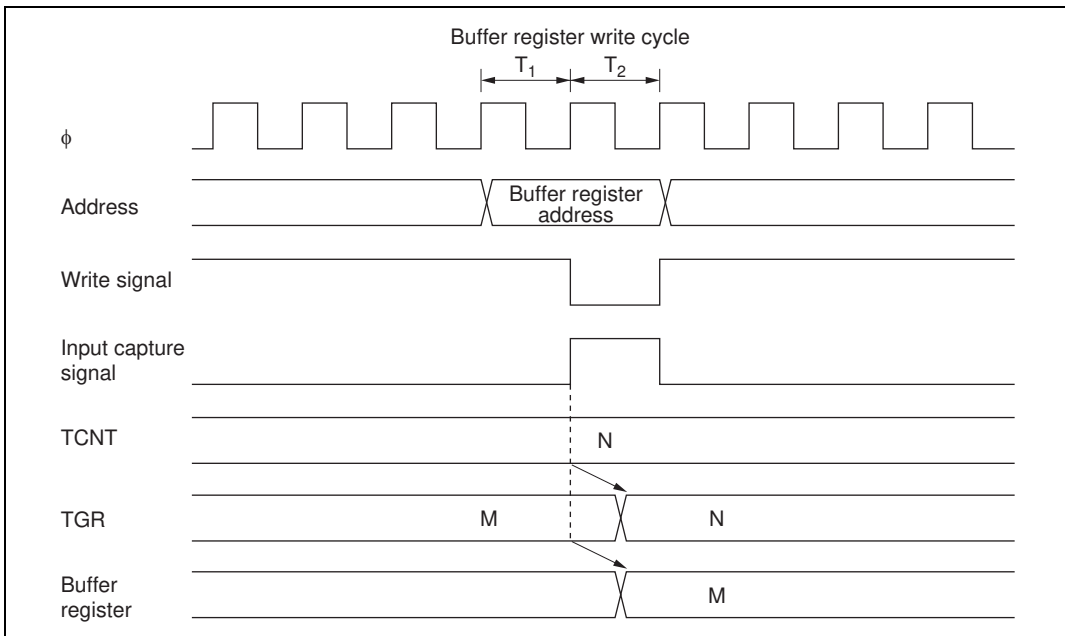 Buffer register write cycle
T1 T2
ϕ
Address
Buffer register
address
Write signal
Input capture
signal
TCNT
N
TGR
M N
Buffer
register
M